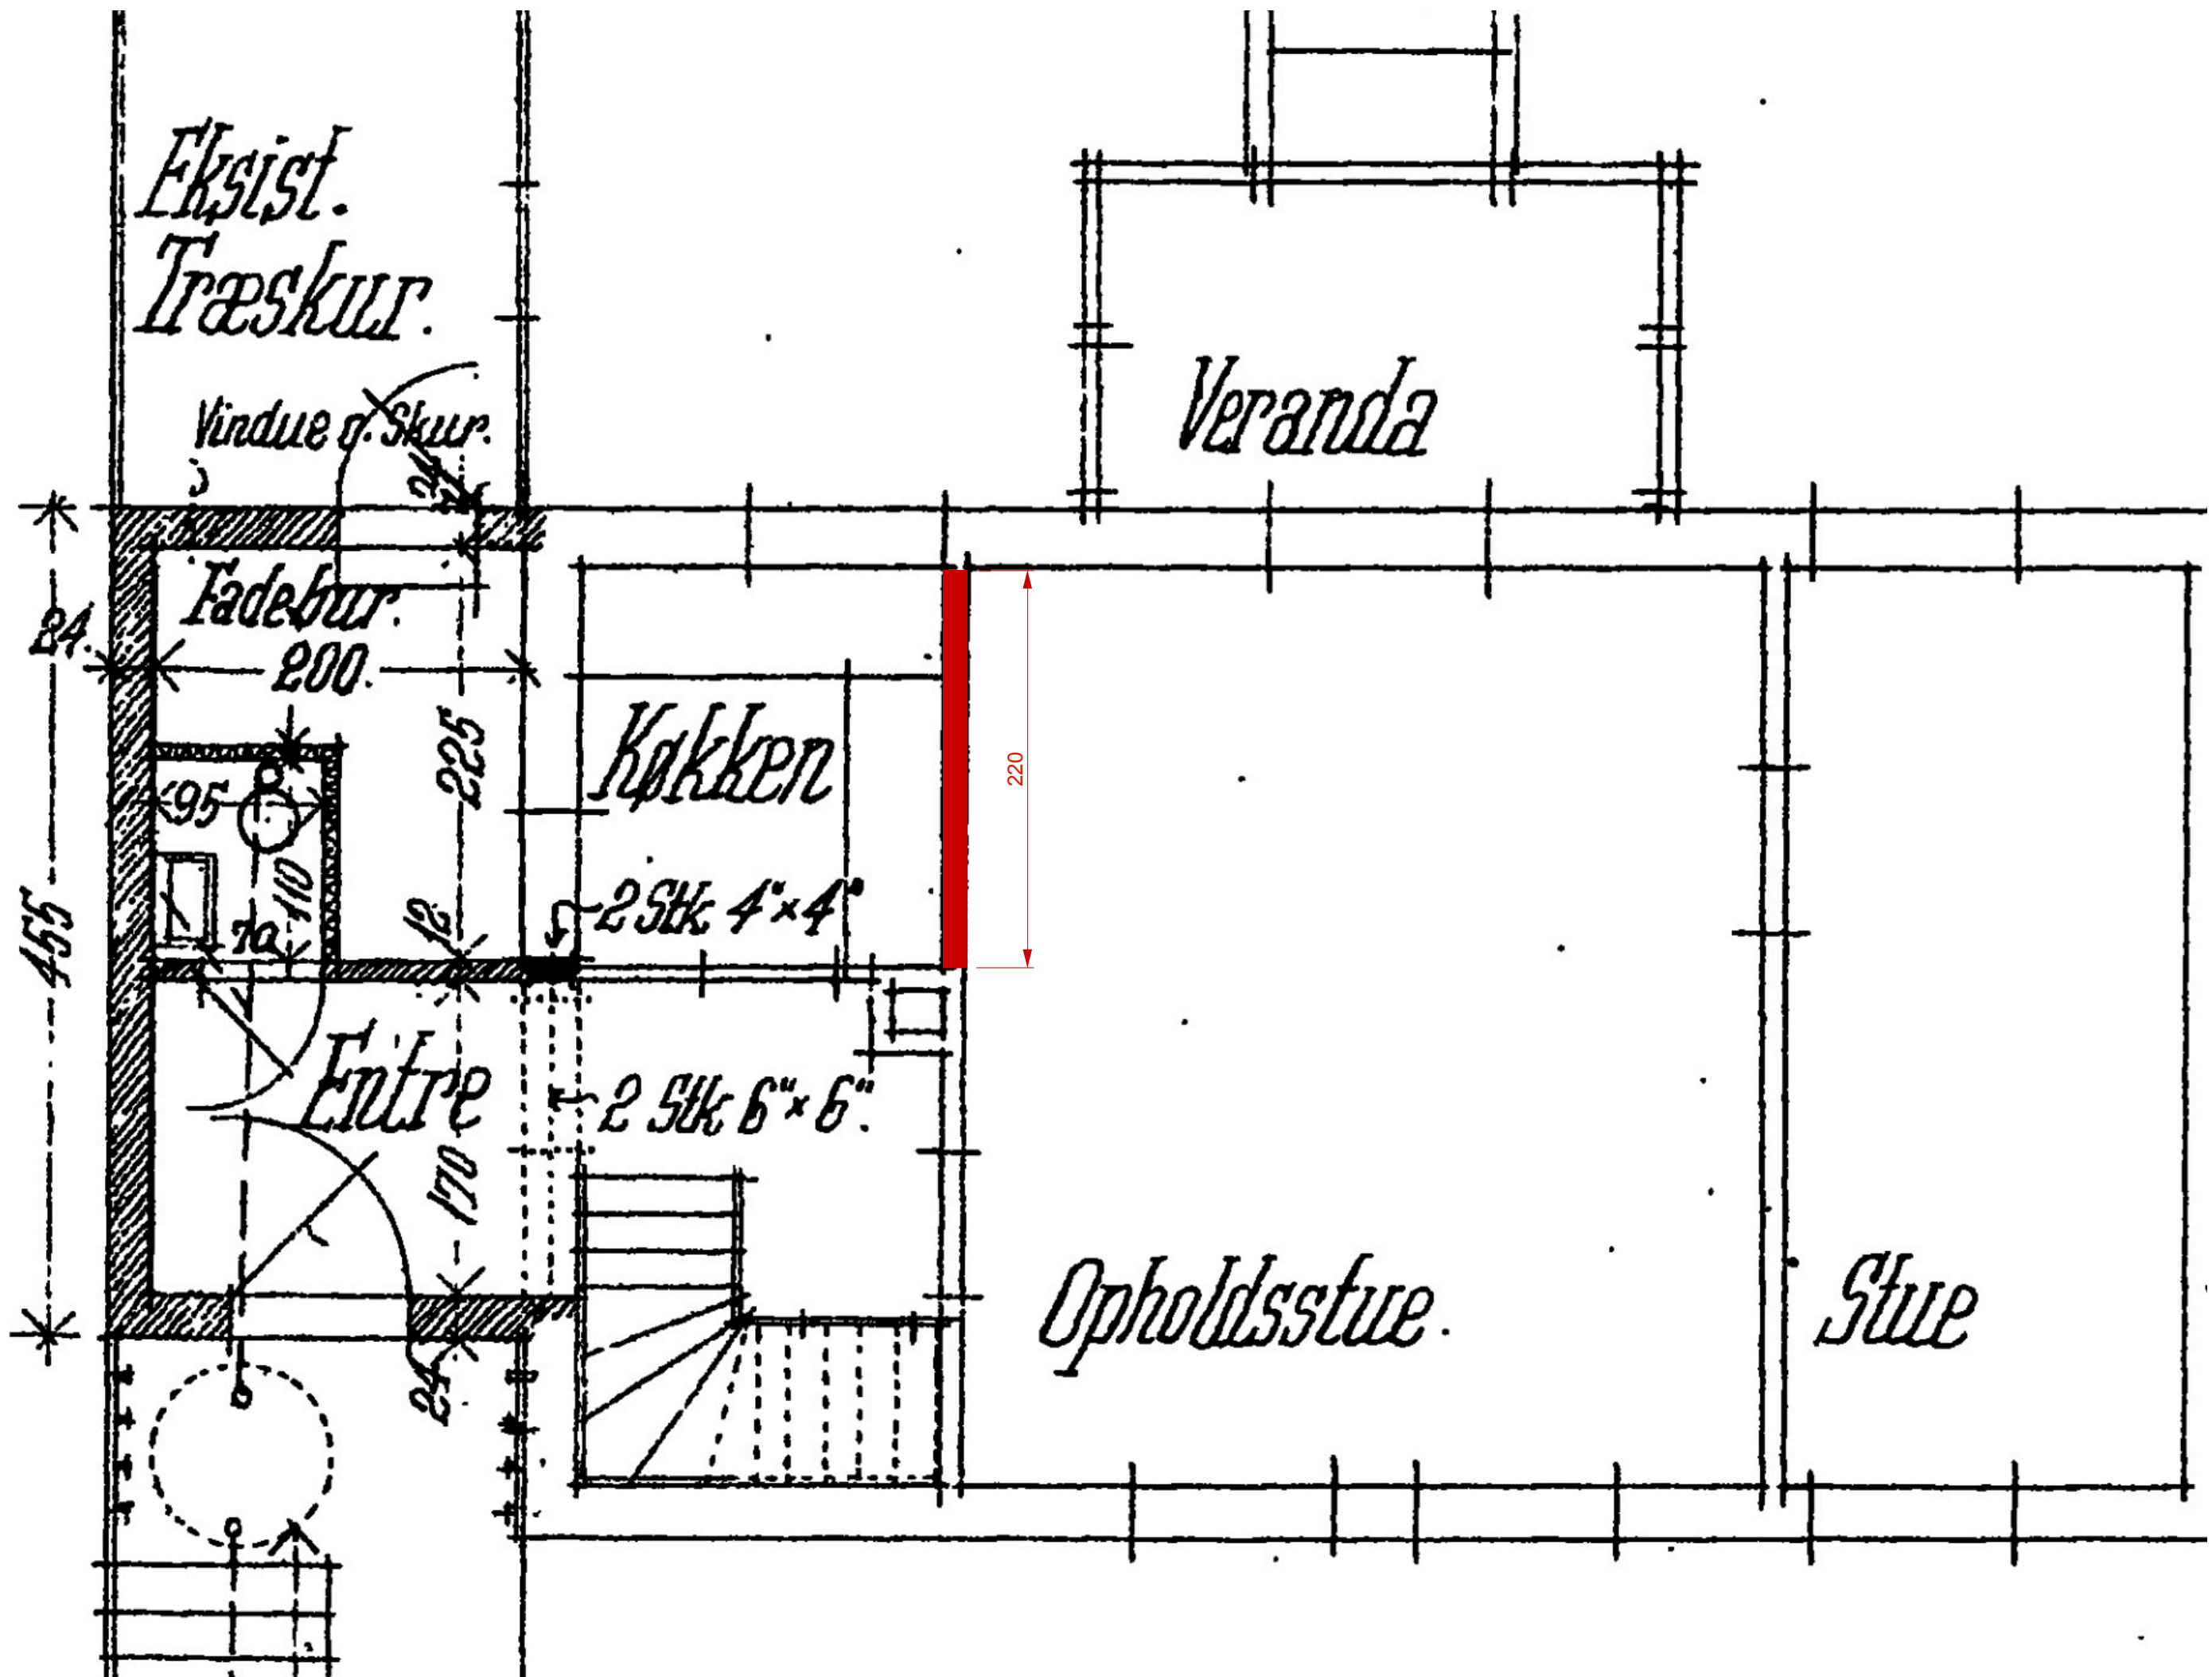 Eksist.
Træskur.
Vindue g. Skur.
24
Veranda
Fadebur.
24.
200.
225
Køkken
220
95
110
70
12
2 Stk 4"×4"
455
Entre
2 Stk 6"×6".
170
Opholdsstue.
Stue
24